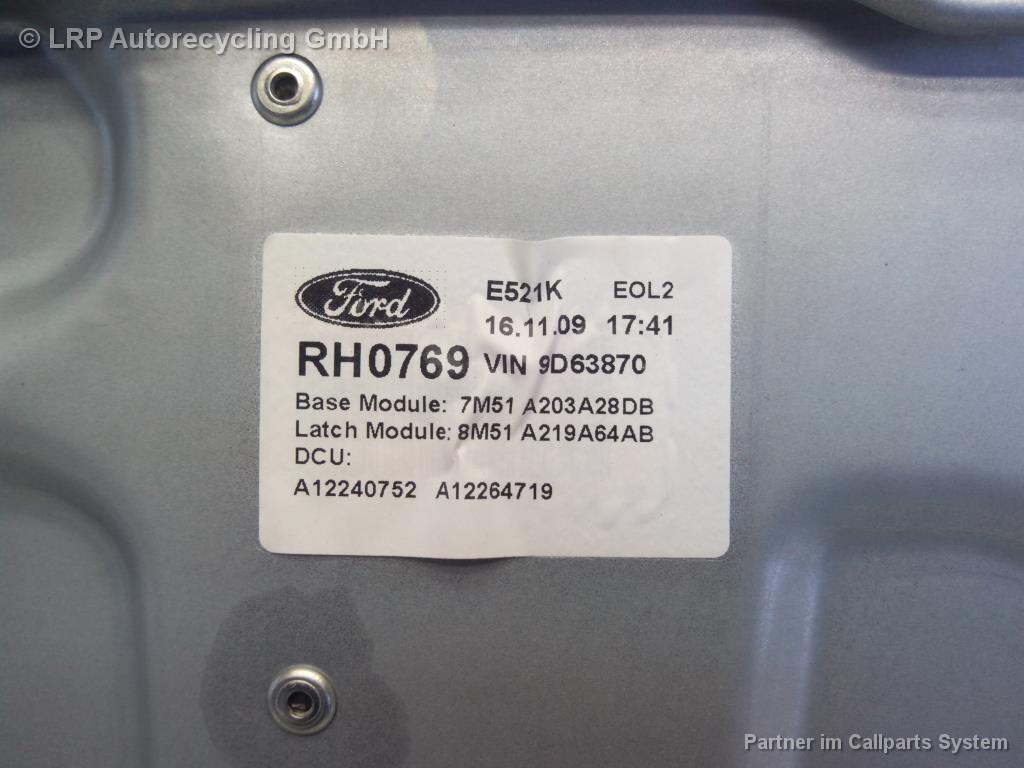 © LRP Autorecycling GmbH
Ford
E521K EOL2
16.11.09 17:41
RH0769 VIN 9D63870
Base Module: 7M51 A203A28DB
Latch Module: 8M51 A219A64AB
DCU:
A12240752 A12264719
Partner im Callparts System